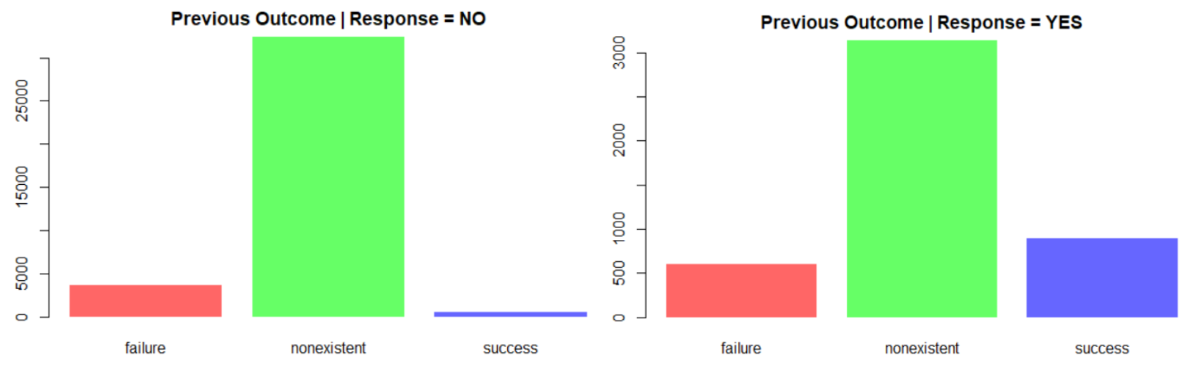 Previous Outcome | Response = NO
25000
15000
5000
0
failure nonexistent success
Previous Outcome | Response = YES
3000
2000
1000
500
0
failure nonexistent success